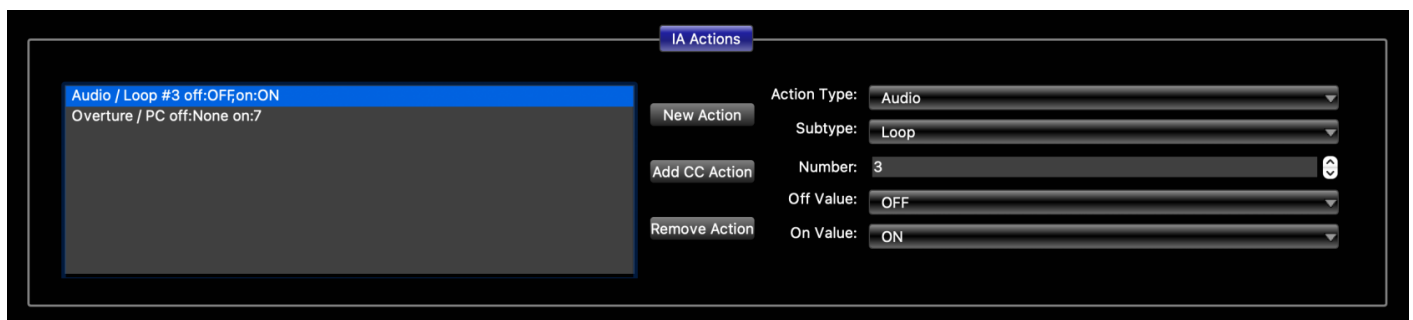 IA Actions
Audio / Loop #3 off:OFF,on:ON
Overture / PC off:None on:7
New Action
Add CC Action
Remove Action
Action Type: Audio
Subtype: Loop
Number: 3
Off Value: OFF
On Value: ON